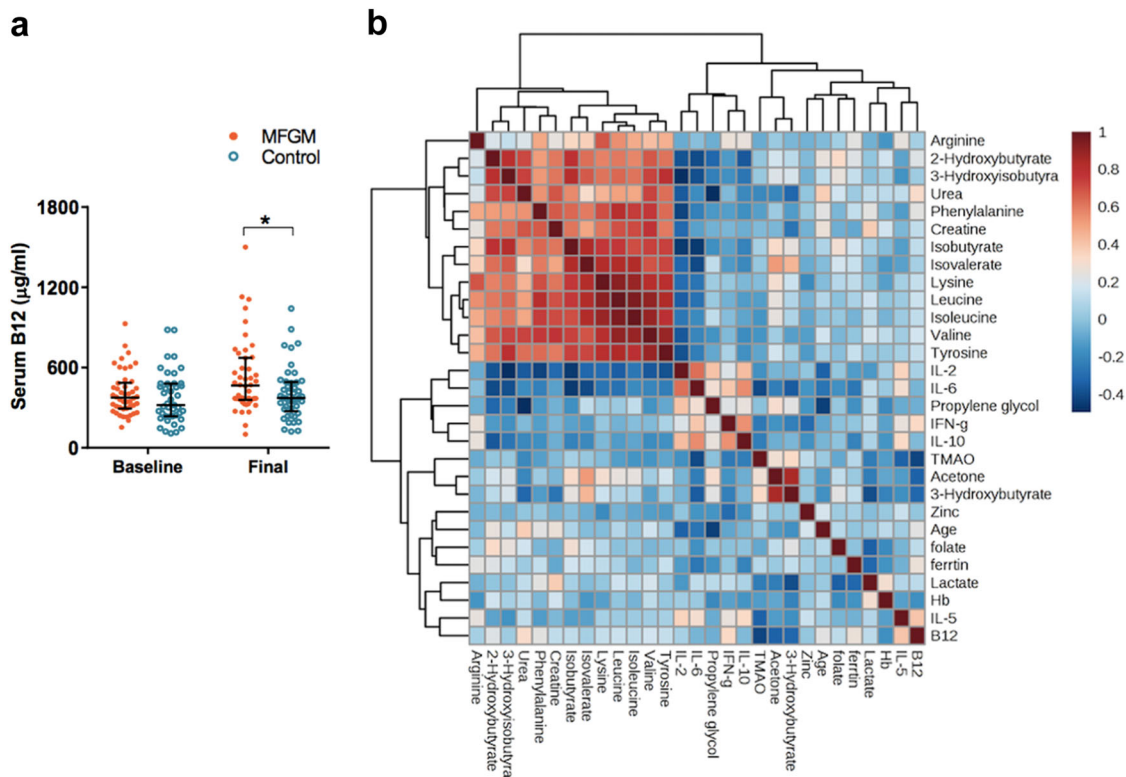 a
b
MFGM
Control
Serum B12 (µg/ml)
1800
1200
600
0
*
Baseline
Final
Arginine
2-Hydroxybutyrate
3-Hydroxyisobutyra
Urea
Phenylalanine
Creatine
Isobutyrate
Isovalerate
Lysine
Leucine
Isoleucine
Valine
Tyrosine
IL-2
IL-6
Propylene glycol
IFN-g
IL-10
TMAO
Acetone
3-Hydroxybutyrate
Zinc
Age
folate
ferrtin
Lactate
Hb
IL-5
B12
Arginine
2-Hydroxybutyrate
3-Hydroxyisobutyra
Urea
Phenylalanine
Creatine
Isobutyrate
Isovalerate
Lysine
Leucine
Isoleucine
Valine
Tyrosine
IL-2
IL-6
Propylene glycol
IFN-g
IL-10
TMAO
Acetone
3-Hydroxybutyrate
Zinc
Age
folate
ferrtin
Lactate
Hb
IL-5
B12
1
0.8
0.6
0.4
0.2
0
-0.2
-0.4